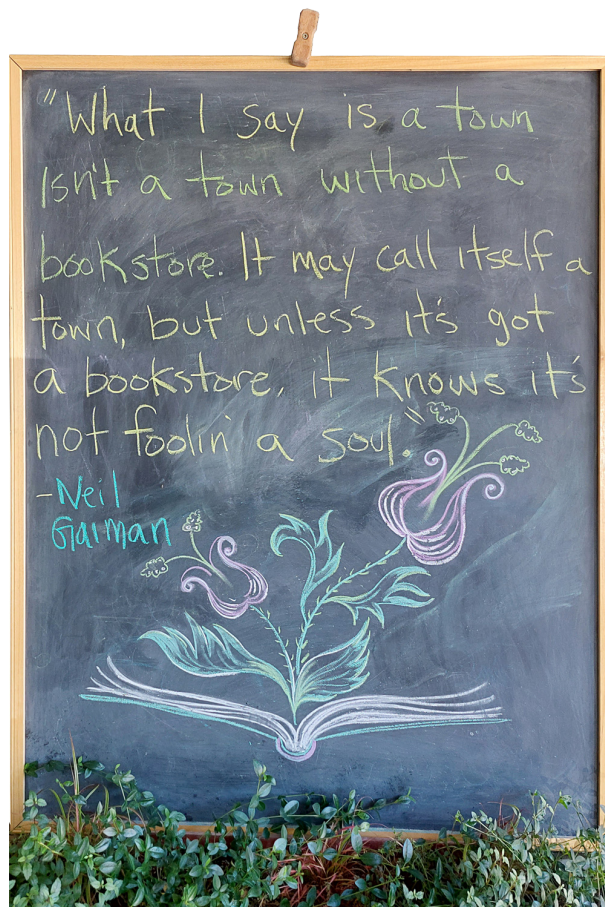 "What I say is a town
isn't a town without a
bookstore. It may call itself a
town, but unless it's got
a bookstore, it knows it's
not foolin' a soul."
-Neil
Gaiman